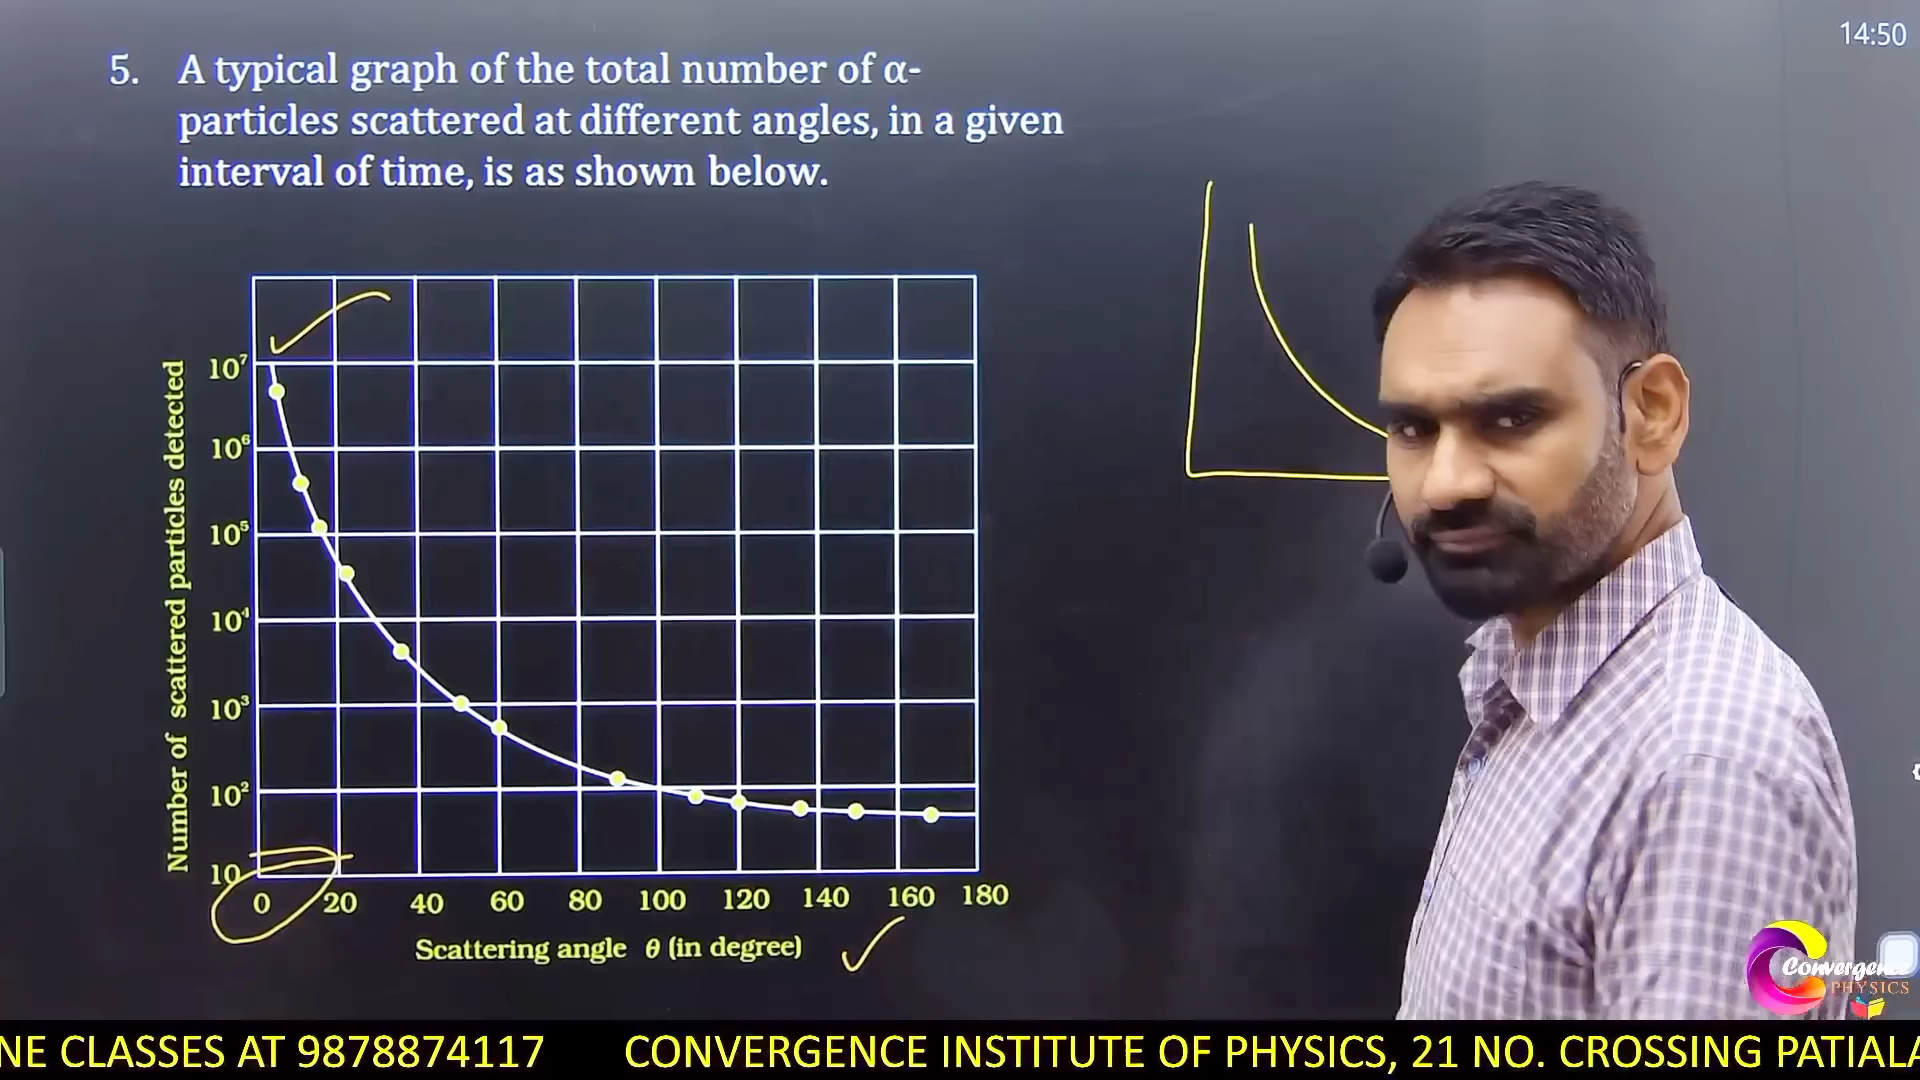 14:50
5. A typical graph of the total number of α-
particles scattered at different angles, in a given
interval of time, is as shown below.
Number of scattered particles detected
10⁷
10⁶
10⁵
10⁴
10³
10²
10
0 20 40 60 80 100 120 140 160 180
Scattering angle θ (in degree)
Convergence
PHYSICS
NE CLASSES AT 9878874117 CONVERGENCE INSTITUTE OF PHYSICS, 21 NO. CROSSING PATIALA